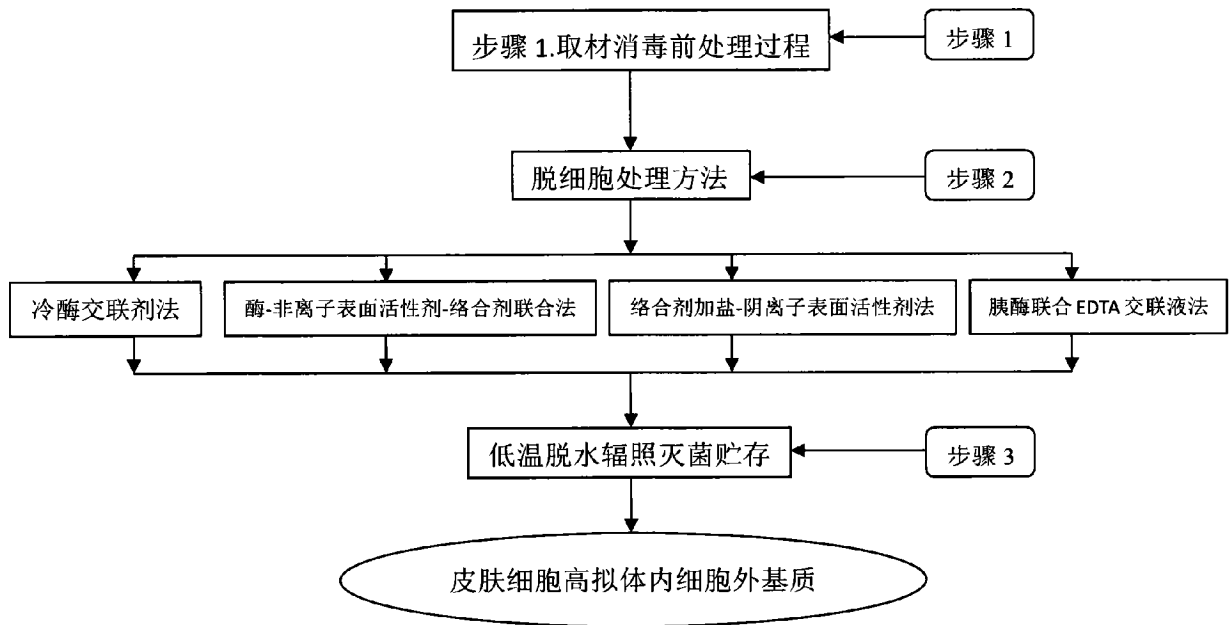 步骤1.取材消毒前处理过程
步骤1
脱细胞处理方法
步骤2
冷酶交联剂法
酶-非离子表面活性剂-络合剂联合法
络合剂加盐-阴离子表面活性剂法
胰酶联合EDTA交联液法
低温脱水辐照灭菌贮存
步骤3
皮肤细胞高拟体内细胞外基质